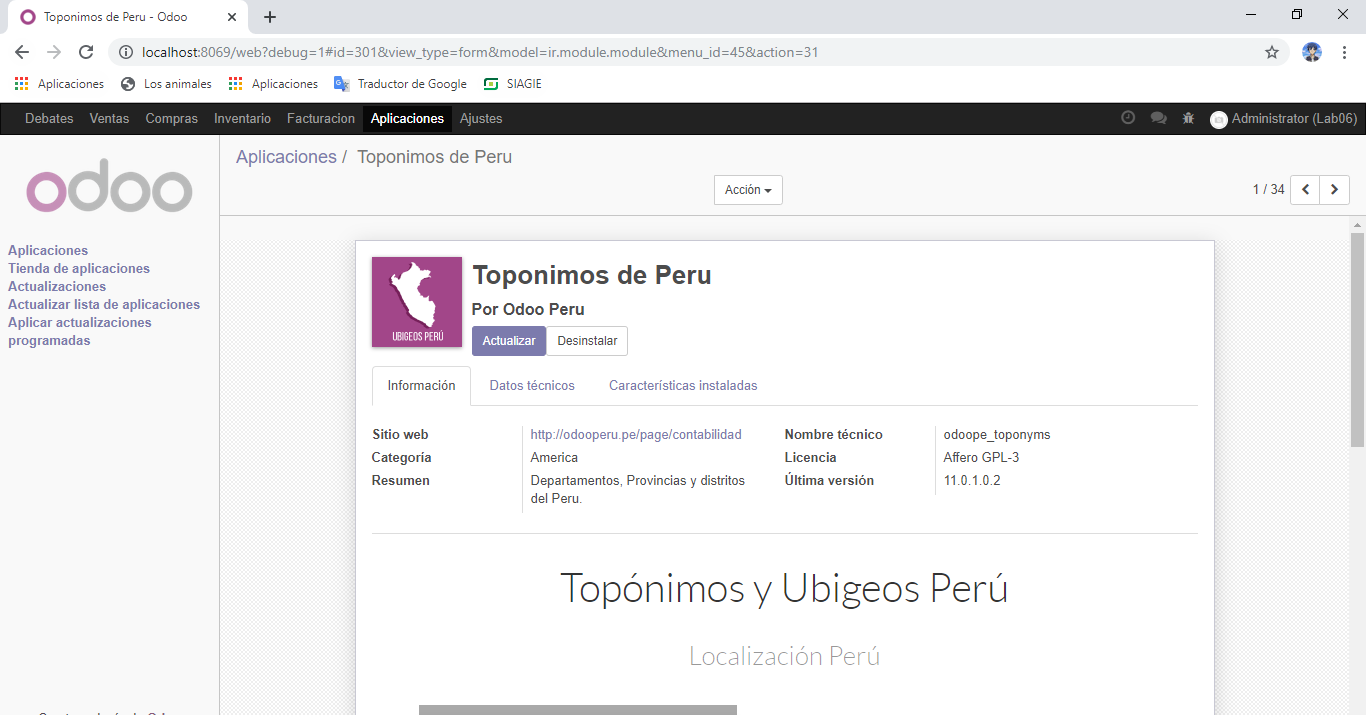 Toponimos de Peru - Odoo
localhost:8069/web?debug=1#id=301&view_type=form&model=ir.module.module&menu_id=45&action=31
Aplicaciones Los animales Aplicaciones Traductor de Google SIAGIE
Debates Ventas Compras Inventario Facturacion Aplicaciones Ajustes Administrator (Lab06)
odoo
Aplicaciones / Toponimos de Peru
Acción
1 / 34
Aplicaciones
Tienda de aplicaciones
Actualizaciones
Actualizar lista de aplicaciones
Aplicar actualizaciones
programadas
UBIGEOS PERÚ
Toponimos de Peru
Por Odoo Peru
Actualizar Desinstalar
Información Datos técnicos Características instaladas
Sitio web http://odooperu.pe/page/contabilidad Nombre técnico odoope_toponyms
Categoría America Licencia Affero GPL-3
Resumen Departamentos, Provincias y distritos Última versión 11.0.1.0.2
del Peru.
Topónimos y Ubigeos Perú
Localización Perú